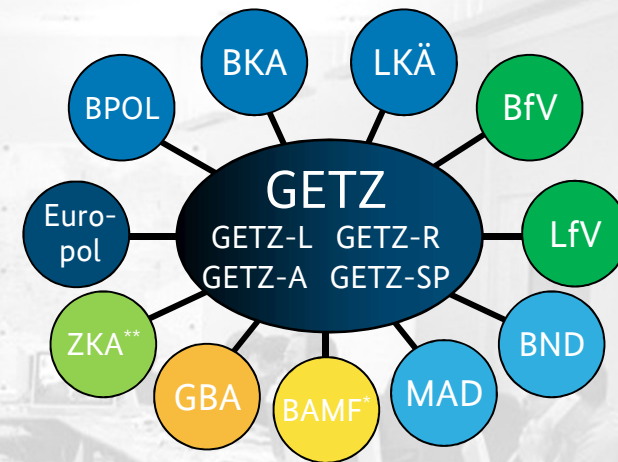 BKA
LKÄ
BPOL
BfV
GETZ
GETZ-L GETZ-R
GETZ-A GETZ-SP
Euro-
pol
LfV
ZKA**
BND
GBA
BAMF*
MAD